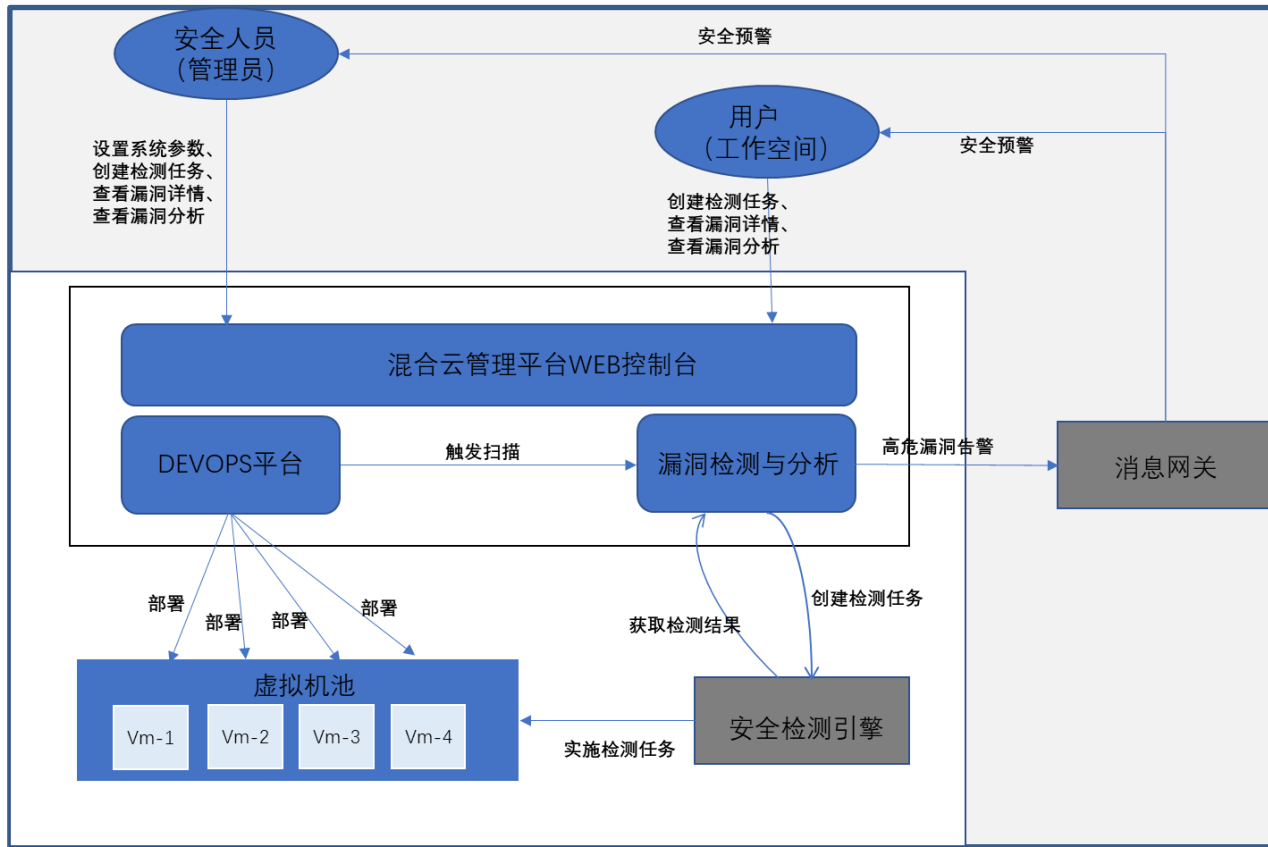 安全人员
（管理员）
安全预警
用户
（工作空间）
安全预警
设置系统参数、
创建检测任务、
查看漏洞详情、
查看漏洞分析
创建检测任务、
查看漏洞详情、
查看漏洞分析
混合云管理平台WEB控制台
DEVOPS平台
触发扫描
漏洞检测与分析
高危漏洞告警
消息网关
部署
部署
部署
部署
获取检测结果
创建检测任务
虚拟机池
Vm-1
Vm-2
Vm-3
Vm-4
实施检测任务
安全检测引擎